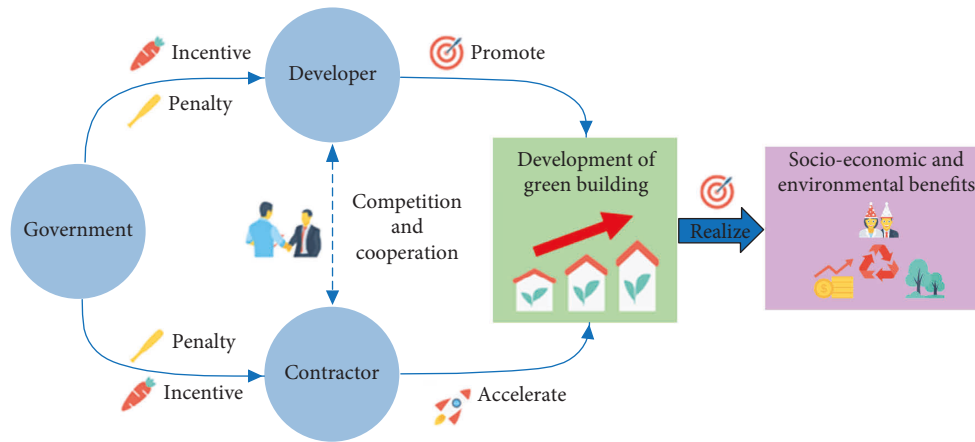 Incentive
Penalty
Developer
Promote
Government
Competition
and
cooperation
Development of
green building
Realize
Socio-economic and
environmental benefits
Penalty
Incentive
Contractor
Accelerate